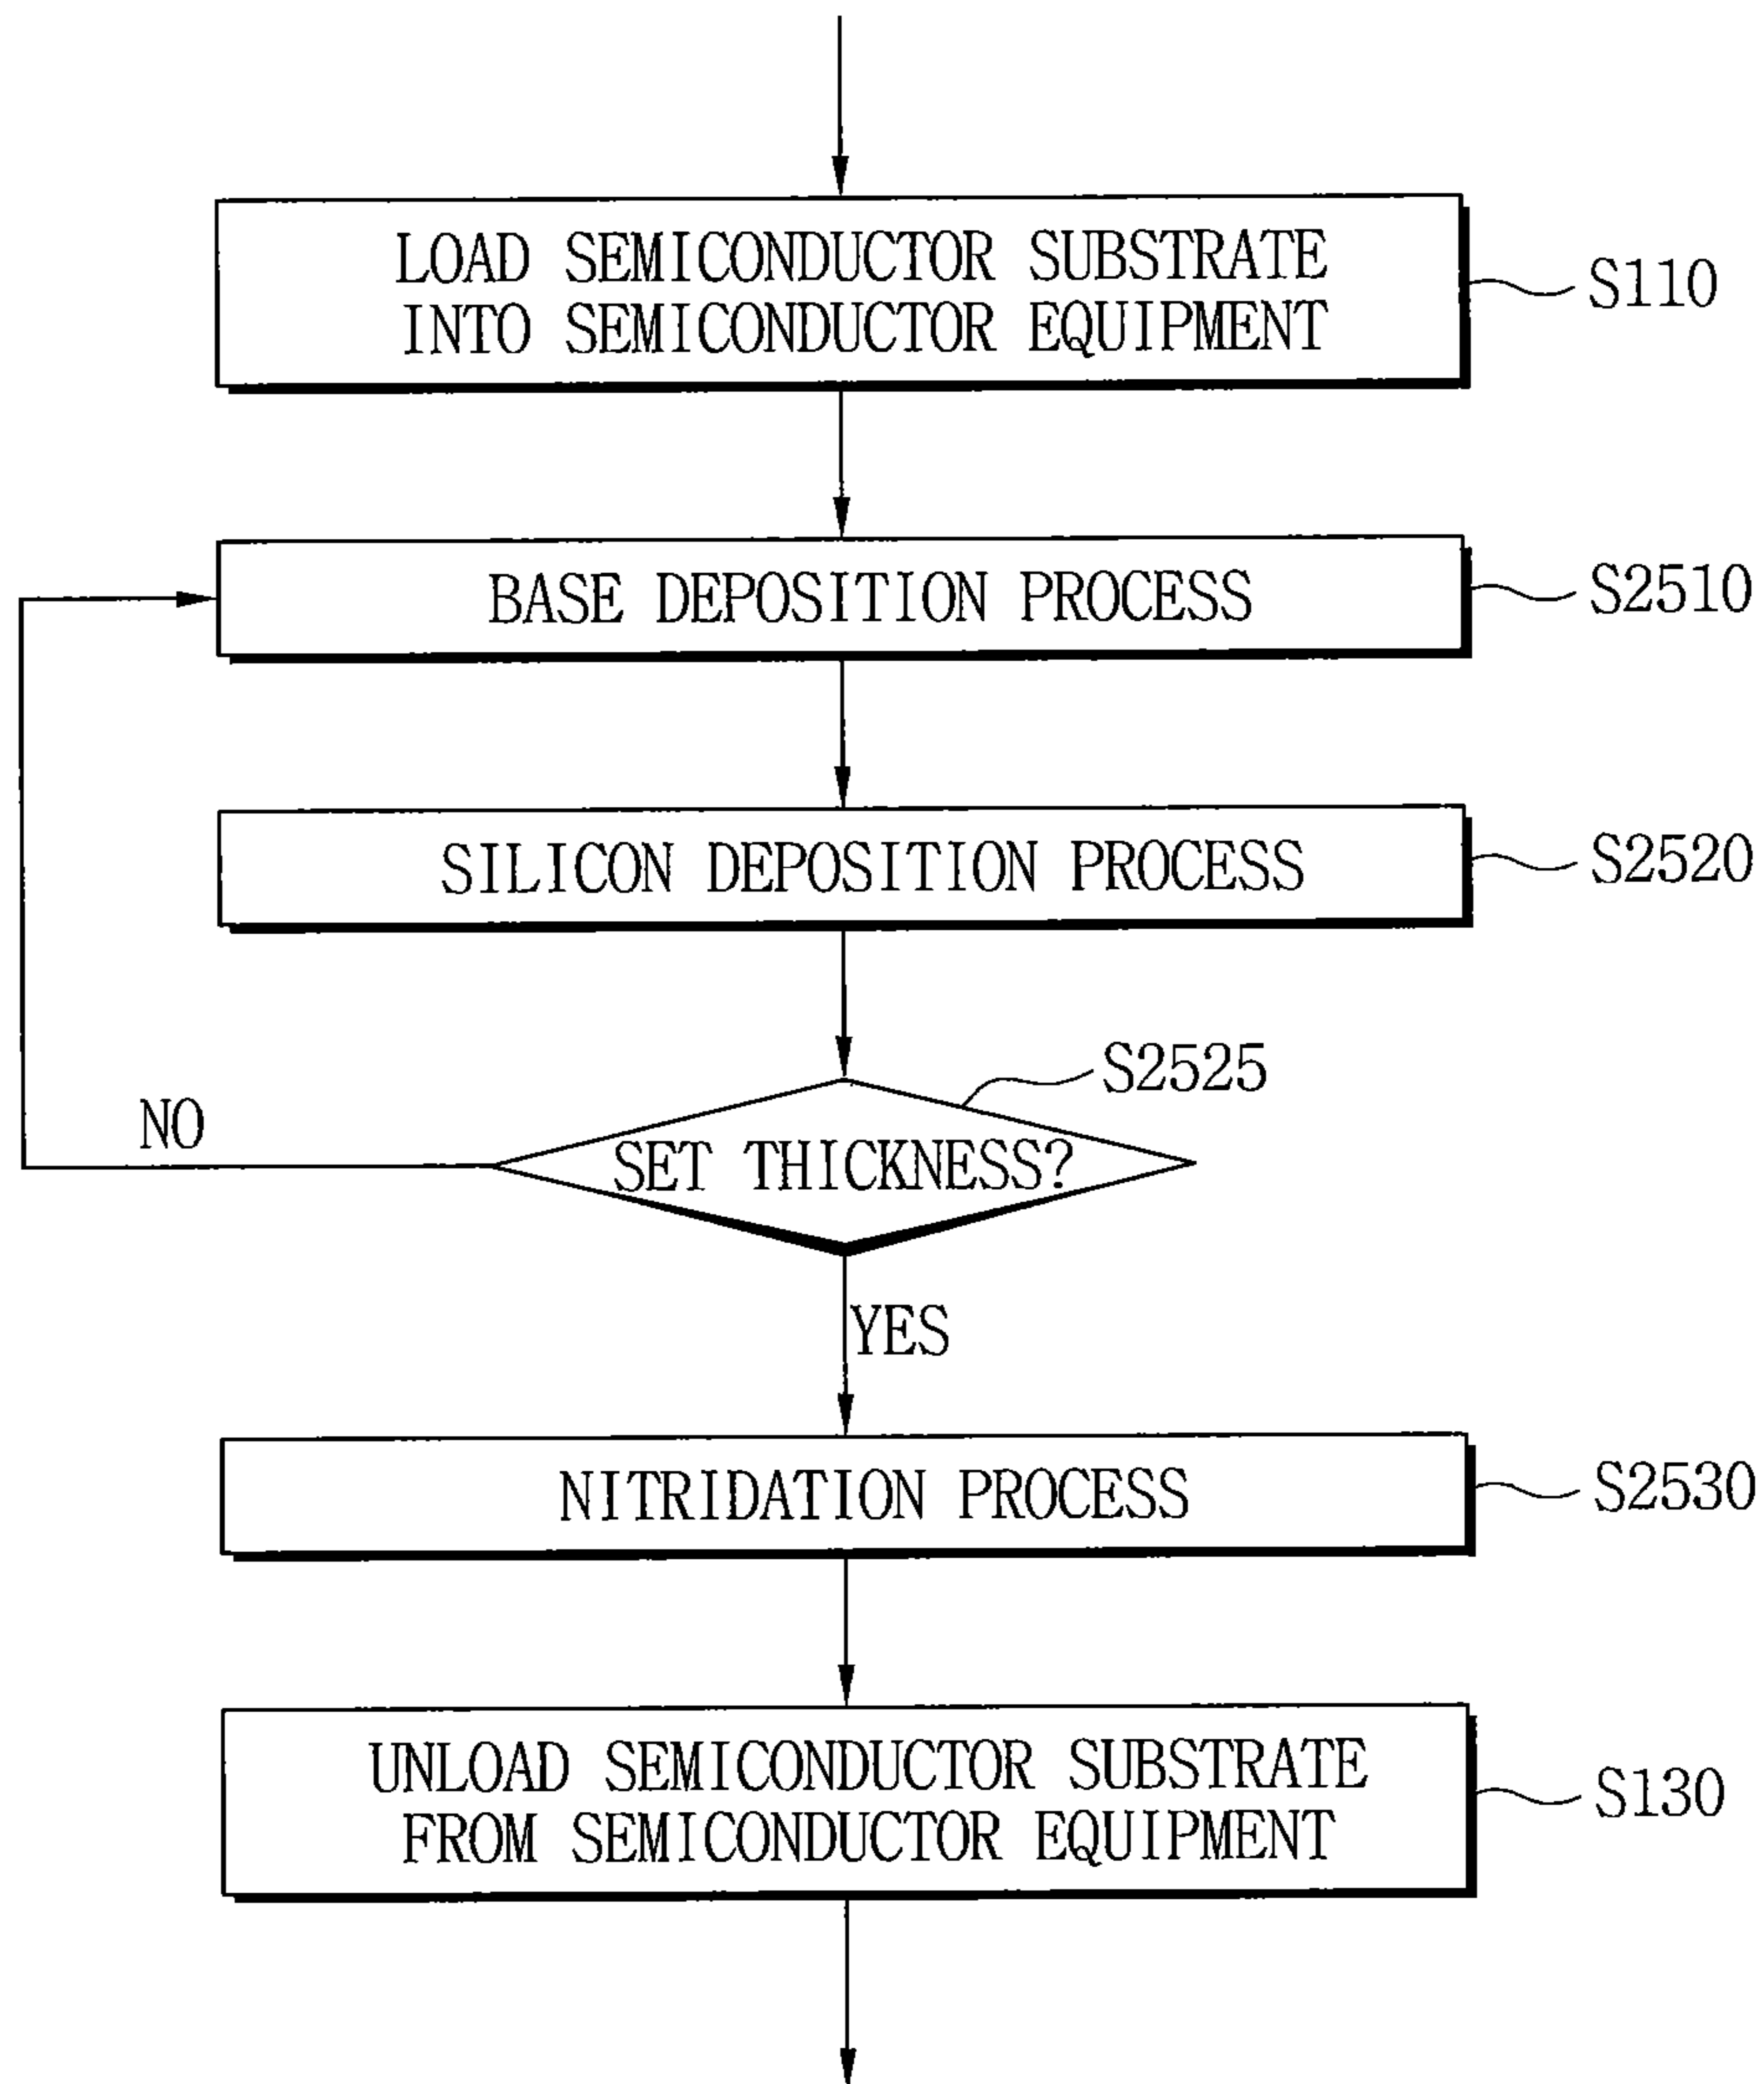 LOAD SEMICONDUCTOR SUBSTRATE
INTO SEMICONDUCTOR EQUIPMENT
S110
BASE DEPOSITION PROCESS
S2510
SILICON DEPOSITION PROCESS
S2520
S2525
NO
SET THICKNESS?
YES
NITRIDATION PROCESS
S2530
UNLOAD SEMICONDUCTOR SUBSTRATE
FROM SEMICONDUCTOR EQUIPMENT
S130